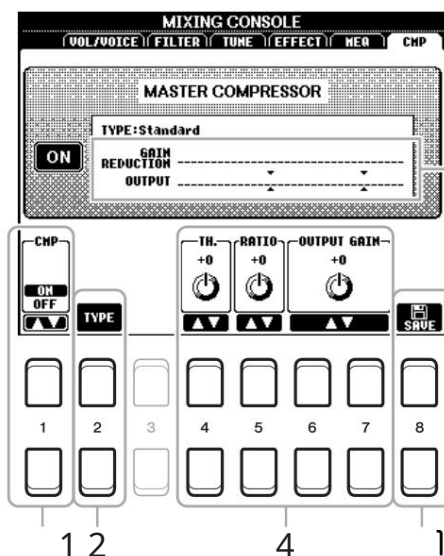 MIXING CONSOLE
VOL/VOICE FILTER TUNE EFFECT MEQ CMP
MASTER COMPRESSOR
TYPE:Standard
ON
GAIN
REDUCTION
OUTPUT
CMP TH. RATIO OUTPUT GAIN
+0 +0 +0
ON
OFF
TYPE
SAVE
1 2 3 4 5 6 7 8
1 2 4